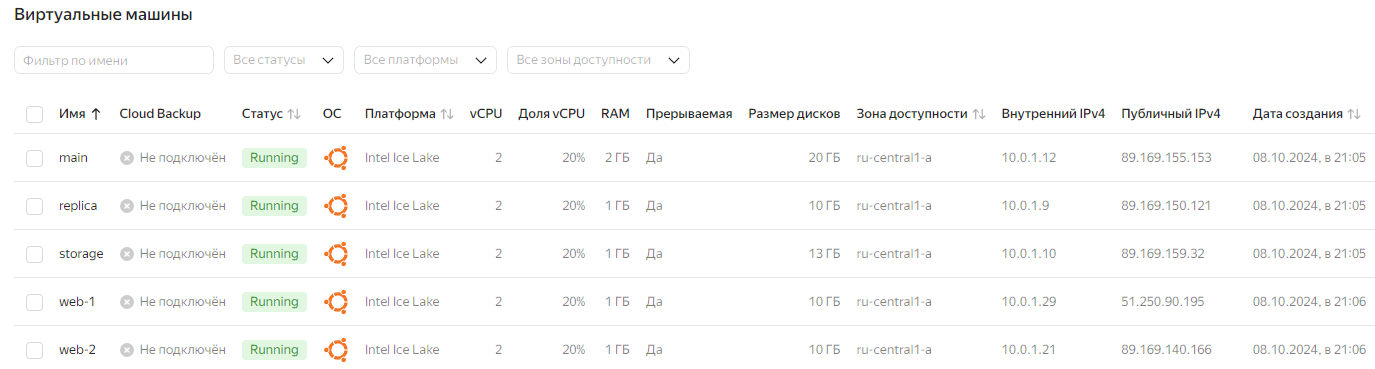 Виртуальные машины
Фильтр по имени Все статусы Все платформы Все зоны доступности
Имя Cloud Backup Статус ОС Платформа vCPU Доля vCPU RAM Прерываемая Размер дисков Зона доступности Внутренний IPv4 Публичный IPv4 Дата создания
main Не подключён Running Intel Ice Lake 2 20% 2 ГБ Да 20 ГБ ru-central1-a 10.0.1.12 89.169.155.153 08.10.2024, в 21:05
replica Не подключён Running Intel Ice Lake 2 20% 1 ГБ Да 10 ГБ ru-central1-a 10.0.1.9 89.169.150.121 08.10.2024, в 21:05
storage Не подключён Running Intel Ice Lake 2 20% 1 ГБ Да 13 ГБ ru-central1-a 10.0.1.10 89.169.159.32 08.10.2024, в 21:05
web-1 Не подключён Running Intel Ice Lake 2 20% 1 ГБ Да 10 ГБ ru-central1-a 10.0.1.29 51.250.90.195 08.10.2024, в 21:06
web-2 Не подключён Running Intel Ice Lake 2 20% 1 ГБ Да 10 ГБ ru-central1-a 10.0.1.21 89.169.140.166 08.10.2024, в 21:06